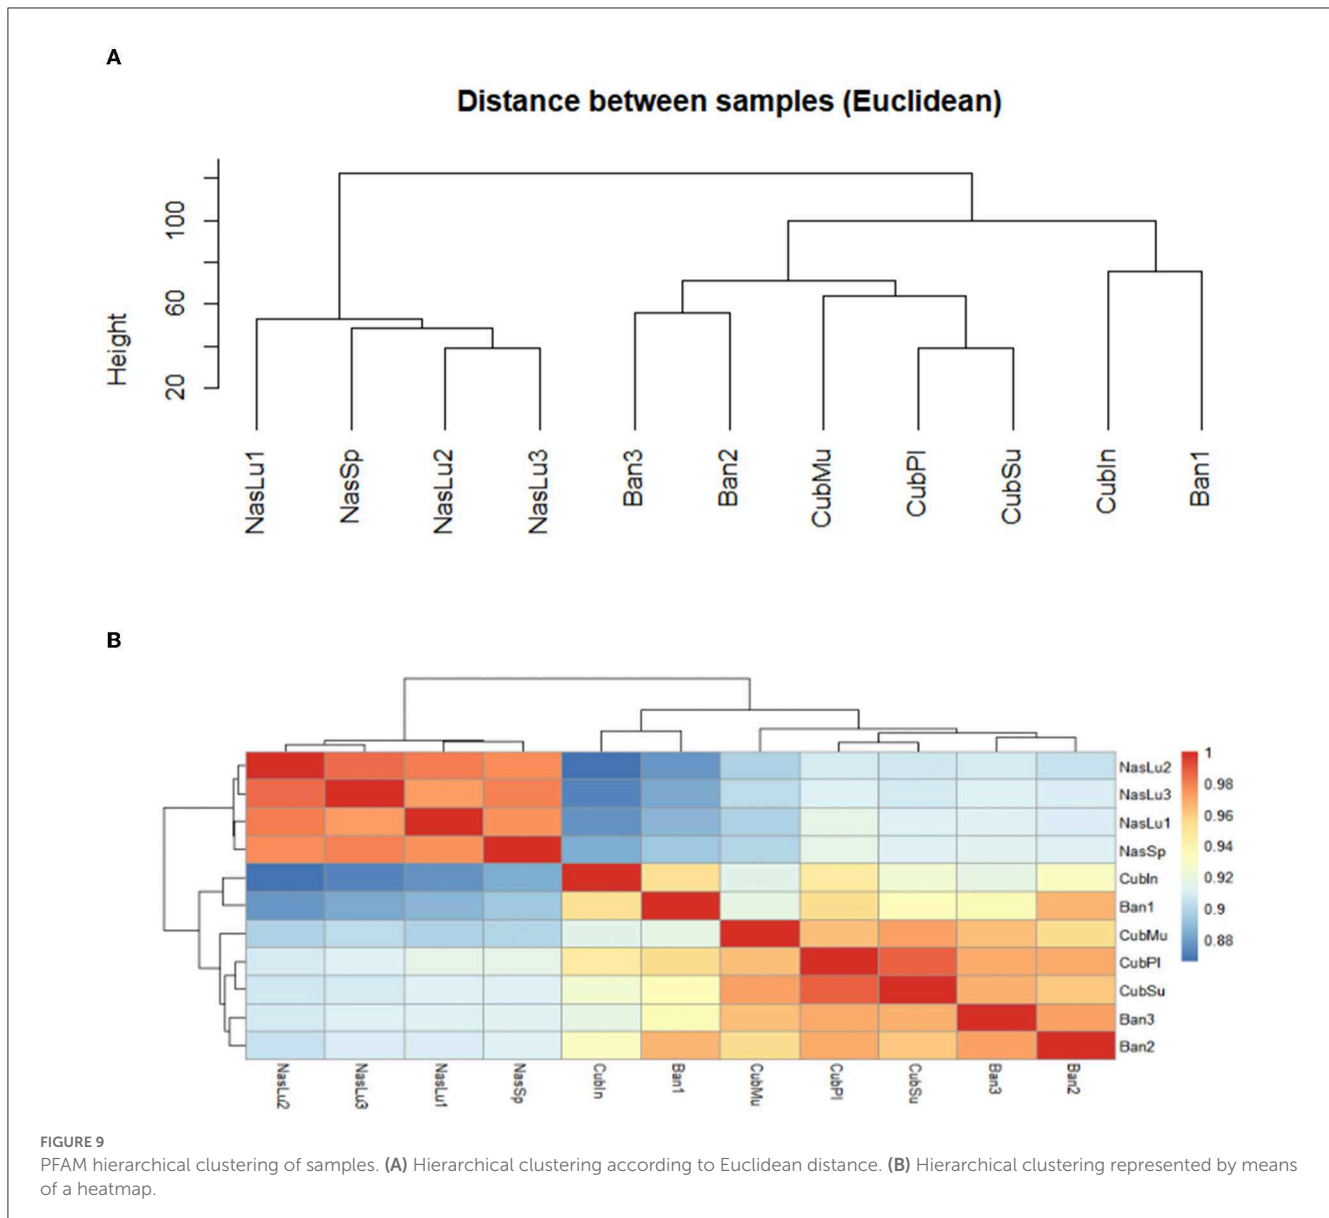 A
Distance between samples (Euclidean)
Height
20
60
100
NasLu1 NasSp NasLu2 NasLu3 Ban3 Ban2 CubMu CubPl CubSu CubIn Ban1
B
NasLu2
NasLu3
NasLu1
NasSp
CubIn
Ban1
CubMu
CubPl
CubSu
Ban3
Ban2
1
0.98
0.96
0.94
0.92
0.9
0.88
NasLu2 NasLu3 NasLu1 NasSp CubIn Ban1 CubMu CubPl CubSu Ban3 Ban2
FIGURE 9
PFAM hierarchical clustering of samples. (A) Hierarchical clustering according to Euclidean distance. (B) Hierarchical clustering represented by means
of a heatmap.